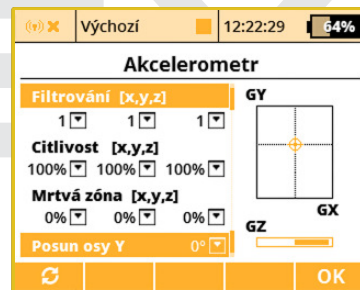 Výchozí 12:22:29 64%
Akcelerometr
Filtrování [x,y,z]
1 1 1
Citlivost [x,y,z]
100% 100% 100%
Mrtvá zóna [x,y,z]
0% 0% 0%
Posun osy Y 0°
GY
GX
GZ
OK